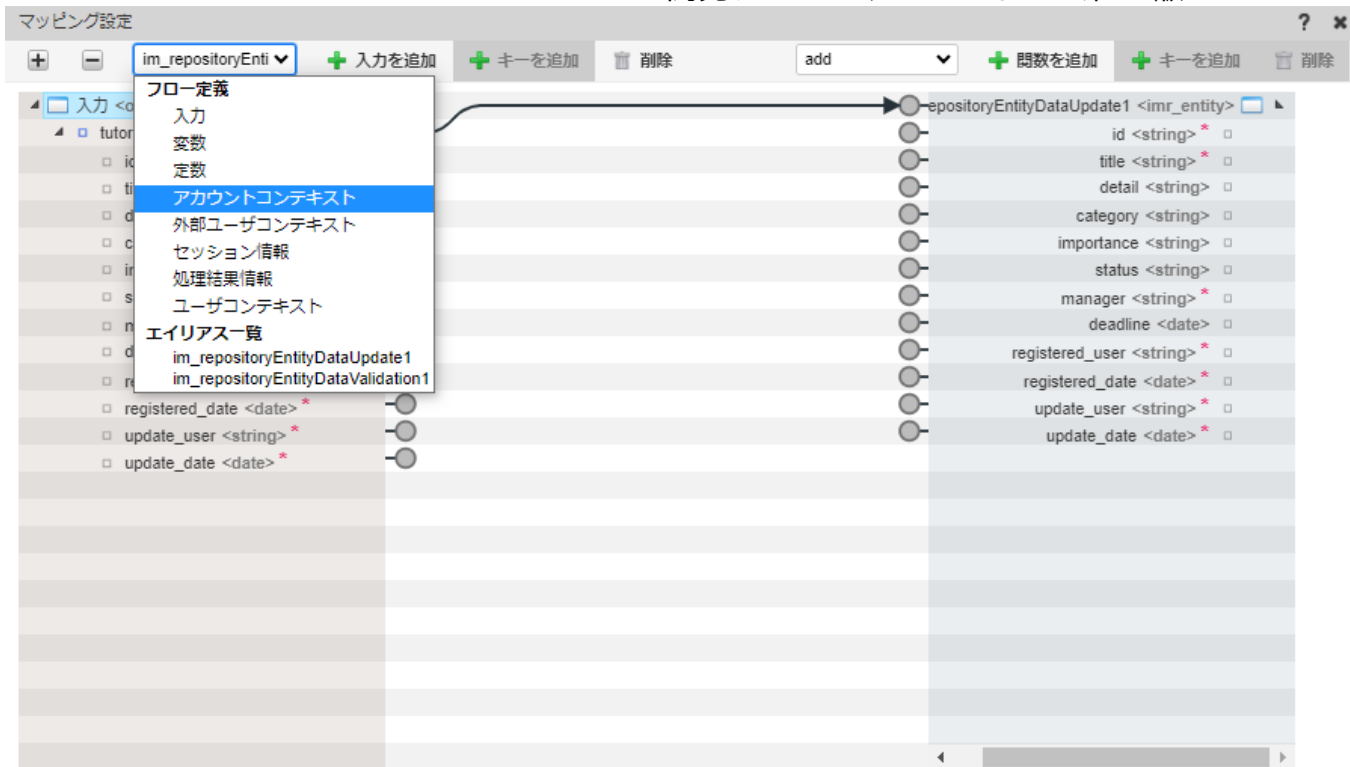 マッピング設定
? ×
+ - im_repositoryEnti 入力を追加 キーを追加 削除 add 関数を追加 キーを追加 削除
フロー定義
入力
変数
定数
アカウントコンテキスト
外部ユーザコンテキスト
セッション情報
処理結果情報
ユーザコンテキスト
エイリアス一覧
im_repositoryEntityDataUpdate1
im_repositoryEntityDataValidation1
入力
registered_date <date> *
update_user <string> *
update_date <date> *
epositoryEntityDataUpdate1 <imr_entity>
id <string> *
title <string> *
detail <string>
category <string>
importance <string>
status <string>
manager <string> *
deadline <date>
registered_user <string> *
registered_date <date> *
update_user <string> *
update_date <date> *